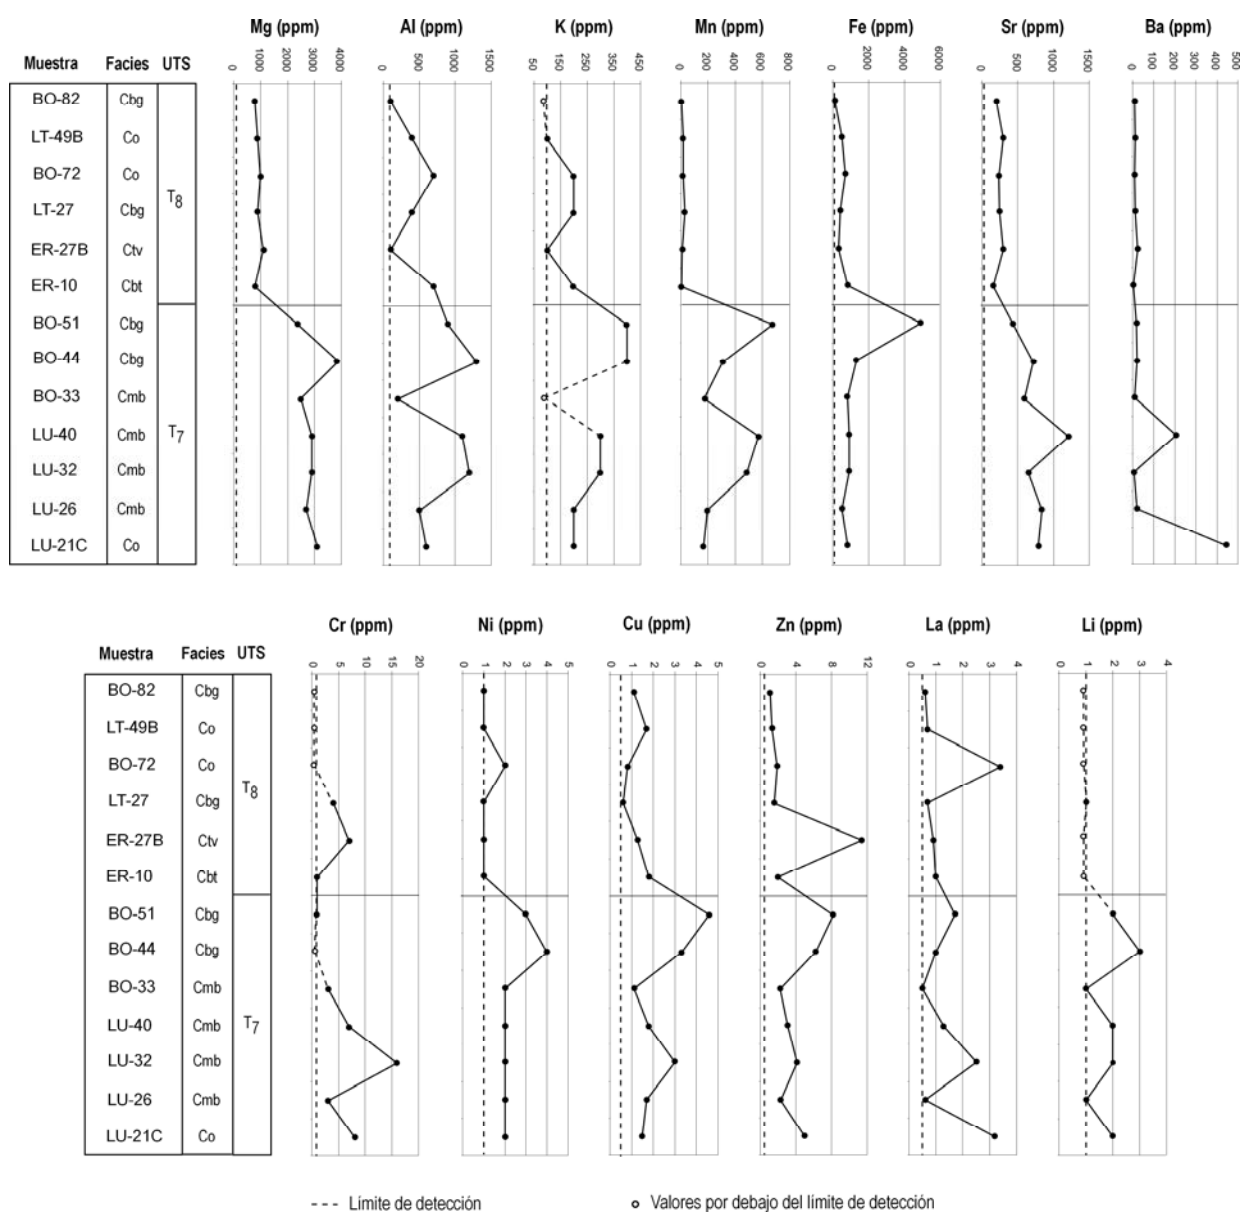 Mg (ppm) Al (ppm) K (ppm) Mn (ppm) Fe (ppm) Sr (ppm) Ba (ppm)
0 1000 2000 3000 4000 0 500 1000 1500 50 150 250 350 450 0 200 400 600 800 0 2000 4000 6000 0 500 1000 1500 0 100 200 300 400 500
Muestra Facies UTS
BO-82 Cbg
LT-49B Co
BO-72 Co
T8
LT-27 Cbg
ER-27B Ctv
ER-10 Cbt
BO-51 Cbg
BO-44 Cbg
BO-33 Cmb
T7
LU-40 Cmb
LU-32 Cmb
LU-26 Cmb
LU-21C Co
Cr (ppm) Ni (ppm) Cu (ppm) Zn (ppm) La (ppm) Li (ppm)
0 5 10 15 20 0 1 2 3 4 5 0 1 2 3 4 5 0 4 8 12 0 1 2 3 4 0 1 2 3 4
Muestra Facies UTS
BO-82 Cbg
LT-49B Co
BO-72 Co
T8
LT-27 Cbg
ER-27B Ctv
ER-10 Cbt
BO-51 Cbg
BO-44 Cbg
BO-33 Cmb
T7
LU-40 Cmb
LU-32 Cmb
LU-26 Cmb
LU-21C Co
Límite de detección Valores por debajo del límite de detección